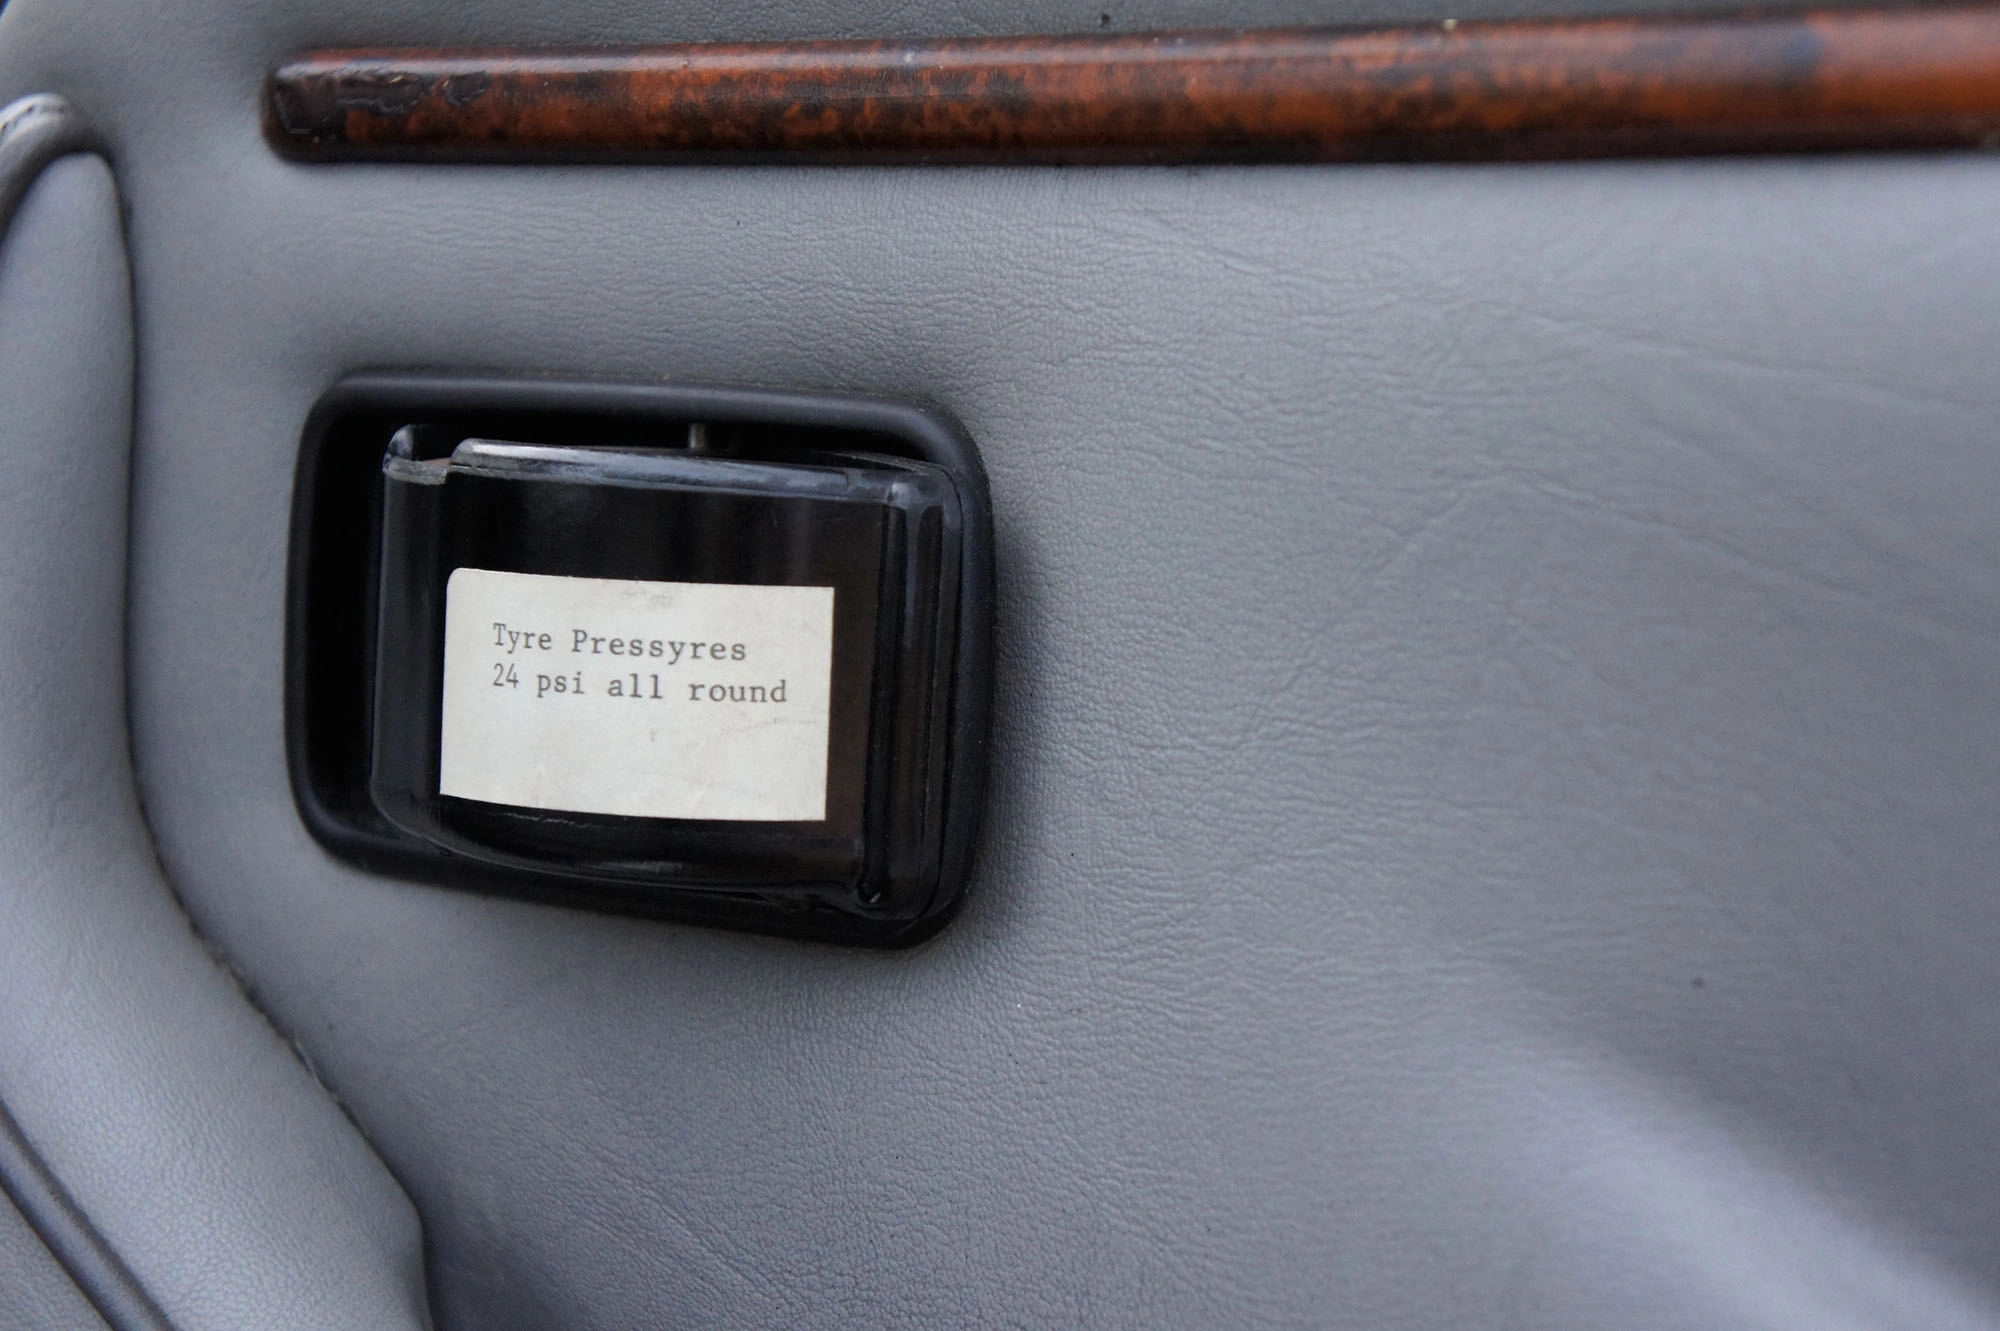 Tyre Pressyres
24 psi all round